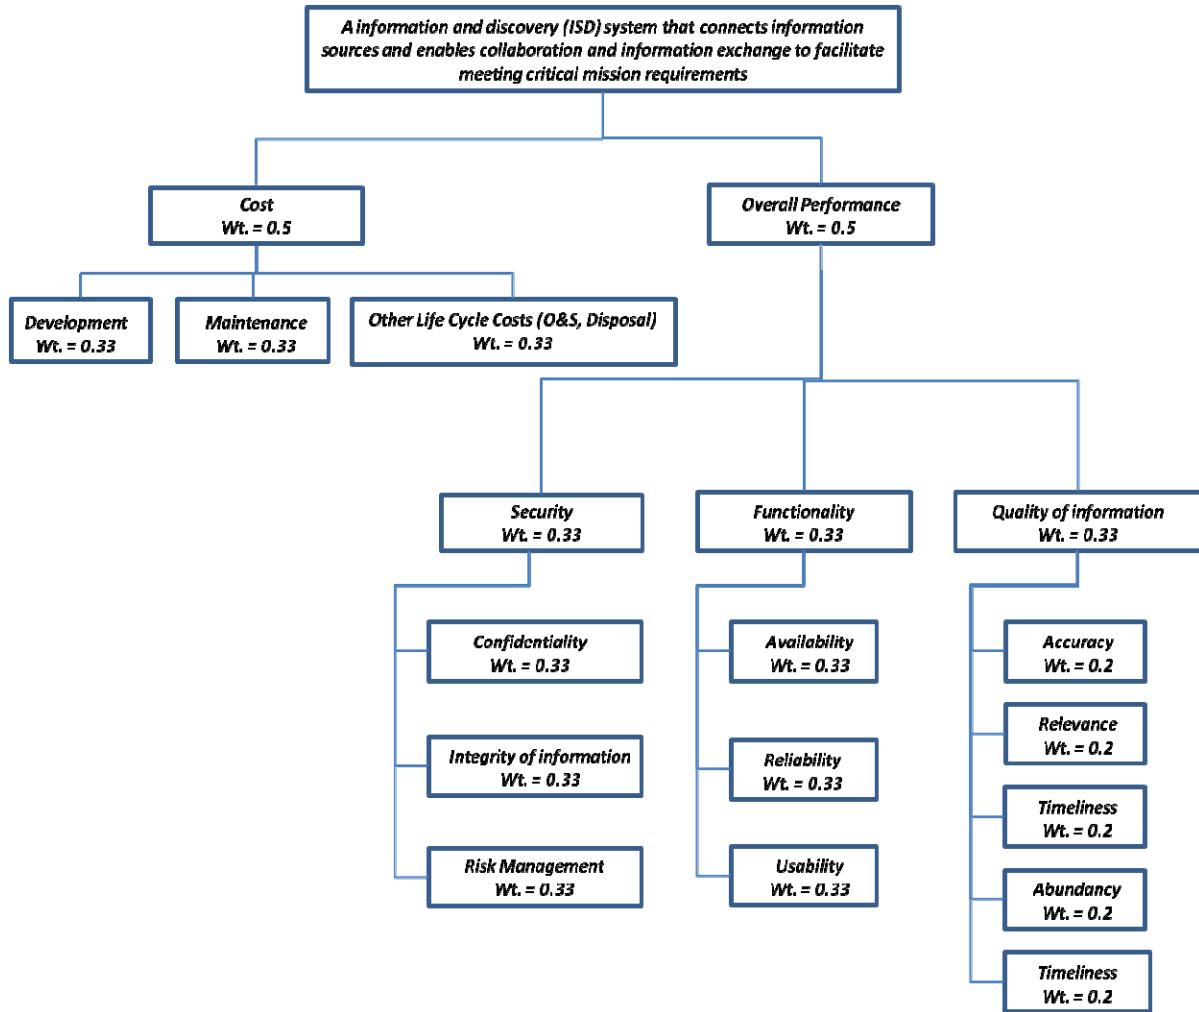 A information and discovery (ISD) system that connects information
sources and enables collaboration and information exchange to facilitate
meeting critical mission requirements
Cost
Wt. = 0.5
Overall Performance
Wt. = 0.5
Development
Wt. = 0.33
Maintenance
Wt. = 0.33
Other Life Cycle Costs (O&S, Disposal)
Wt. = 0.33
Security
Wt. = 0.33
Functionality
Wt. = 0.33
Quality of information
Wt. = 0.33
Confidentiality
Wt. = 0.33
Integrity of information
Wt. = 0.33
Risk Management
Wt. = 0.33
Availability
Wt. = 0.33
Reliability
Wt. = 0.33
Usability
Wt. = 0.33
Accuracy
Wt. = 0.2
Relevance
Wt. = 0.2
Timeliness
Wt. = 0.2
Abundancy
Wt. = 0.2
Timeliness
Wt. = 0.2